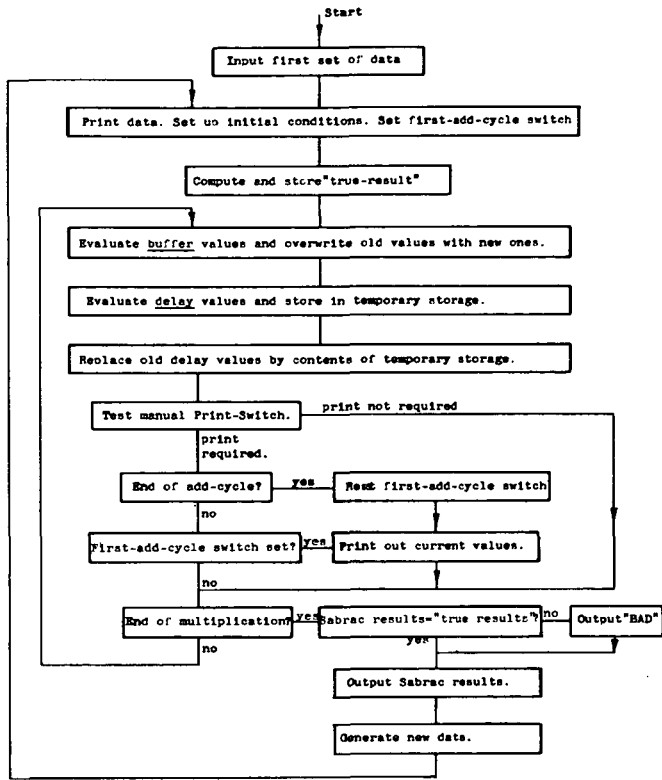 Start
Input first set of data
Print data. Set up initial conditions. Set first-add-cycle switch
Compute and store"true-result"
Evaluate buffer values and overwrite old values with new ones.
Evaluate delay values and store in temporary storage.
Replace old delay values by contents of temporary storage.
Test manual Print-Switch.
print not required
print
required.
End of add-cycle?
yes
Reset first-add-cycle switch
no
First-add-cycle switch set?
yes
Print out current values.
no
End of multiplication?
yes
Sabrac results="true results"?
no
Output"BAD"
no
yes
Output Sabrac results.
Generate new data.